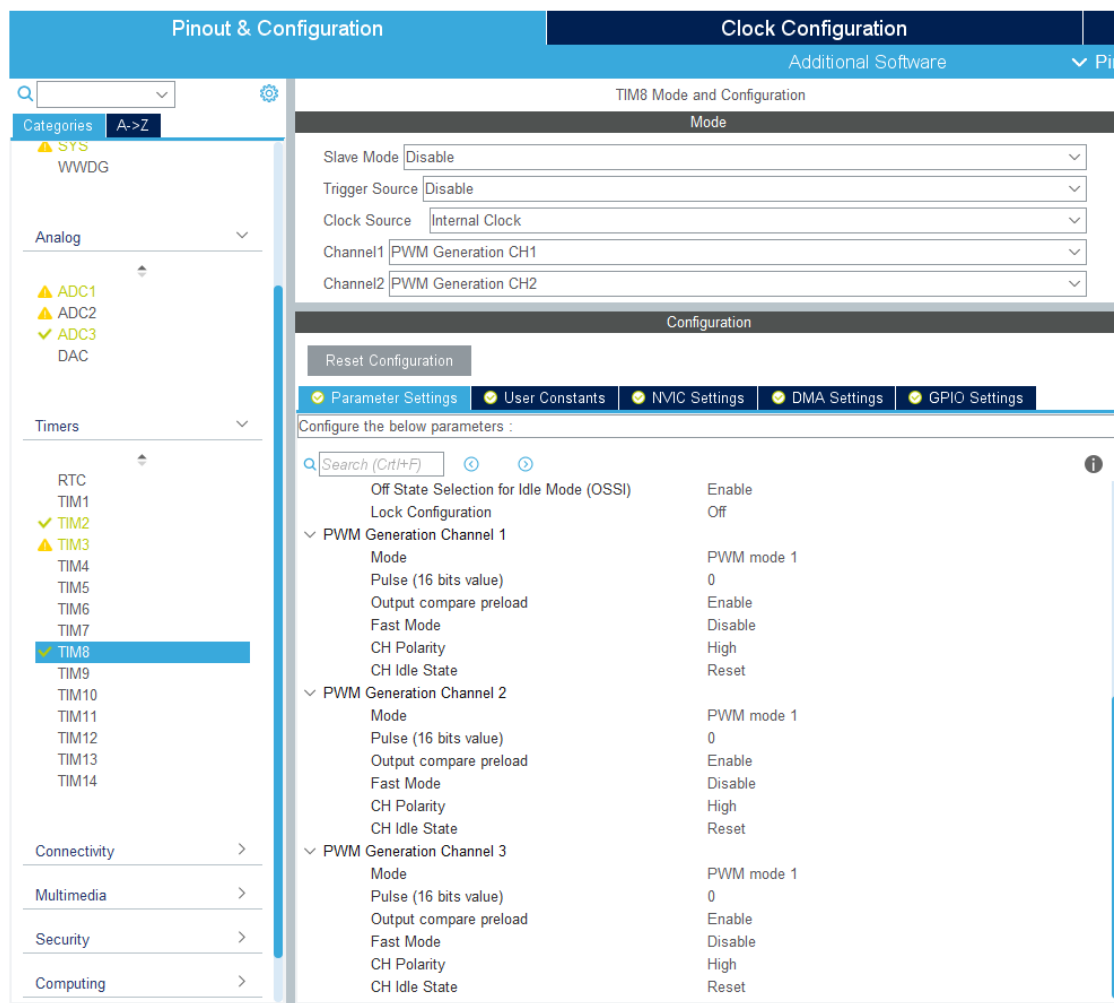 Pinout & Configuration
Clock Configuration
Additional Software
Pi
Categories
A->Z
SYS
WWDG
Analog
ADC1
ADC2
ADC3
DAC
Timers
RTC
TIM1
TIM2
TIM3
TIM4
TIM5
TIM6
TIM7
TIM8
TIM9
TIM10
TIM11
TIM12
TIM13
TIM14
Connectivity
Multimedia
Security
Computing
TIM8 Mode and Configuration
Mode
Slave Mode Disable
Trigger Source Disable
Clock Source Internal Clock
Channel1 PWM Generation CH1
Channel2 PWM Generation CH2
Configuration
Reset Configuration
Parameter Settings
User Constants
NVIC Settings
DMA Settings
GPIO Settings
Configure the below parameters :
Search (Crtl+F)
Off State Selection for Idle Mode (OSSI) Enable
Lock Configuration Off
PWM Generation Channel 1
Mode PWM mode 1
Pulse (16 bits value) 0
Output compare preload Enable
Fast Mode Disable
CH Polarity High
CH Idle State Reset
PWM Generation Channel 2
Mode PWM mode 1
Pulse (16 bits value) 0
Output compare preload Enable
Fast Mode Disable
CH Polarity High
CH Idle State Reset
PWM Generation Channel 3
Mode PWM mode 1
Pulse (16 bits value) 0
Output compare preload Enable
Fast Mode Disable
CH Polarity High
CH Idle State Reset